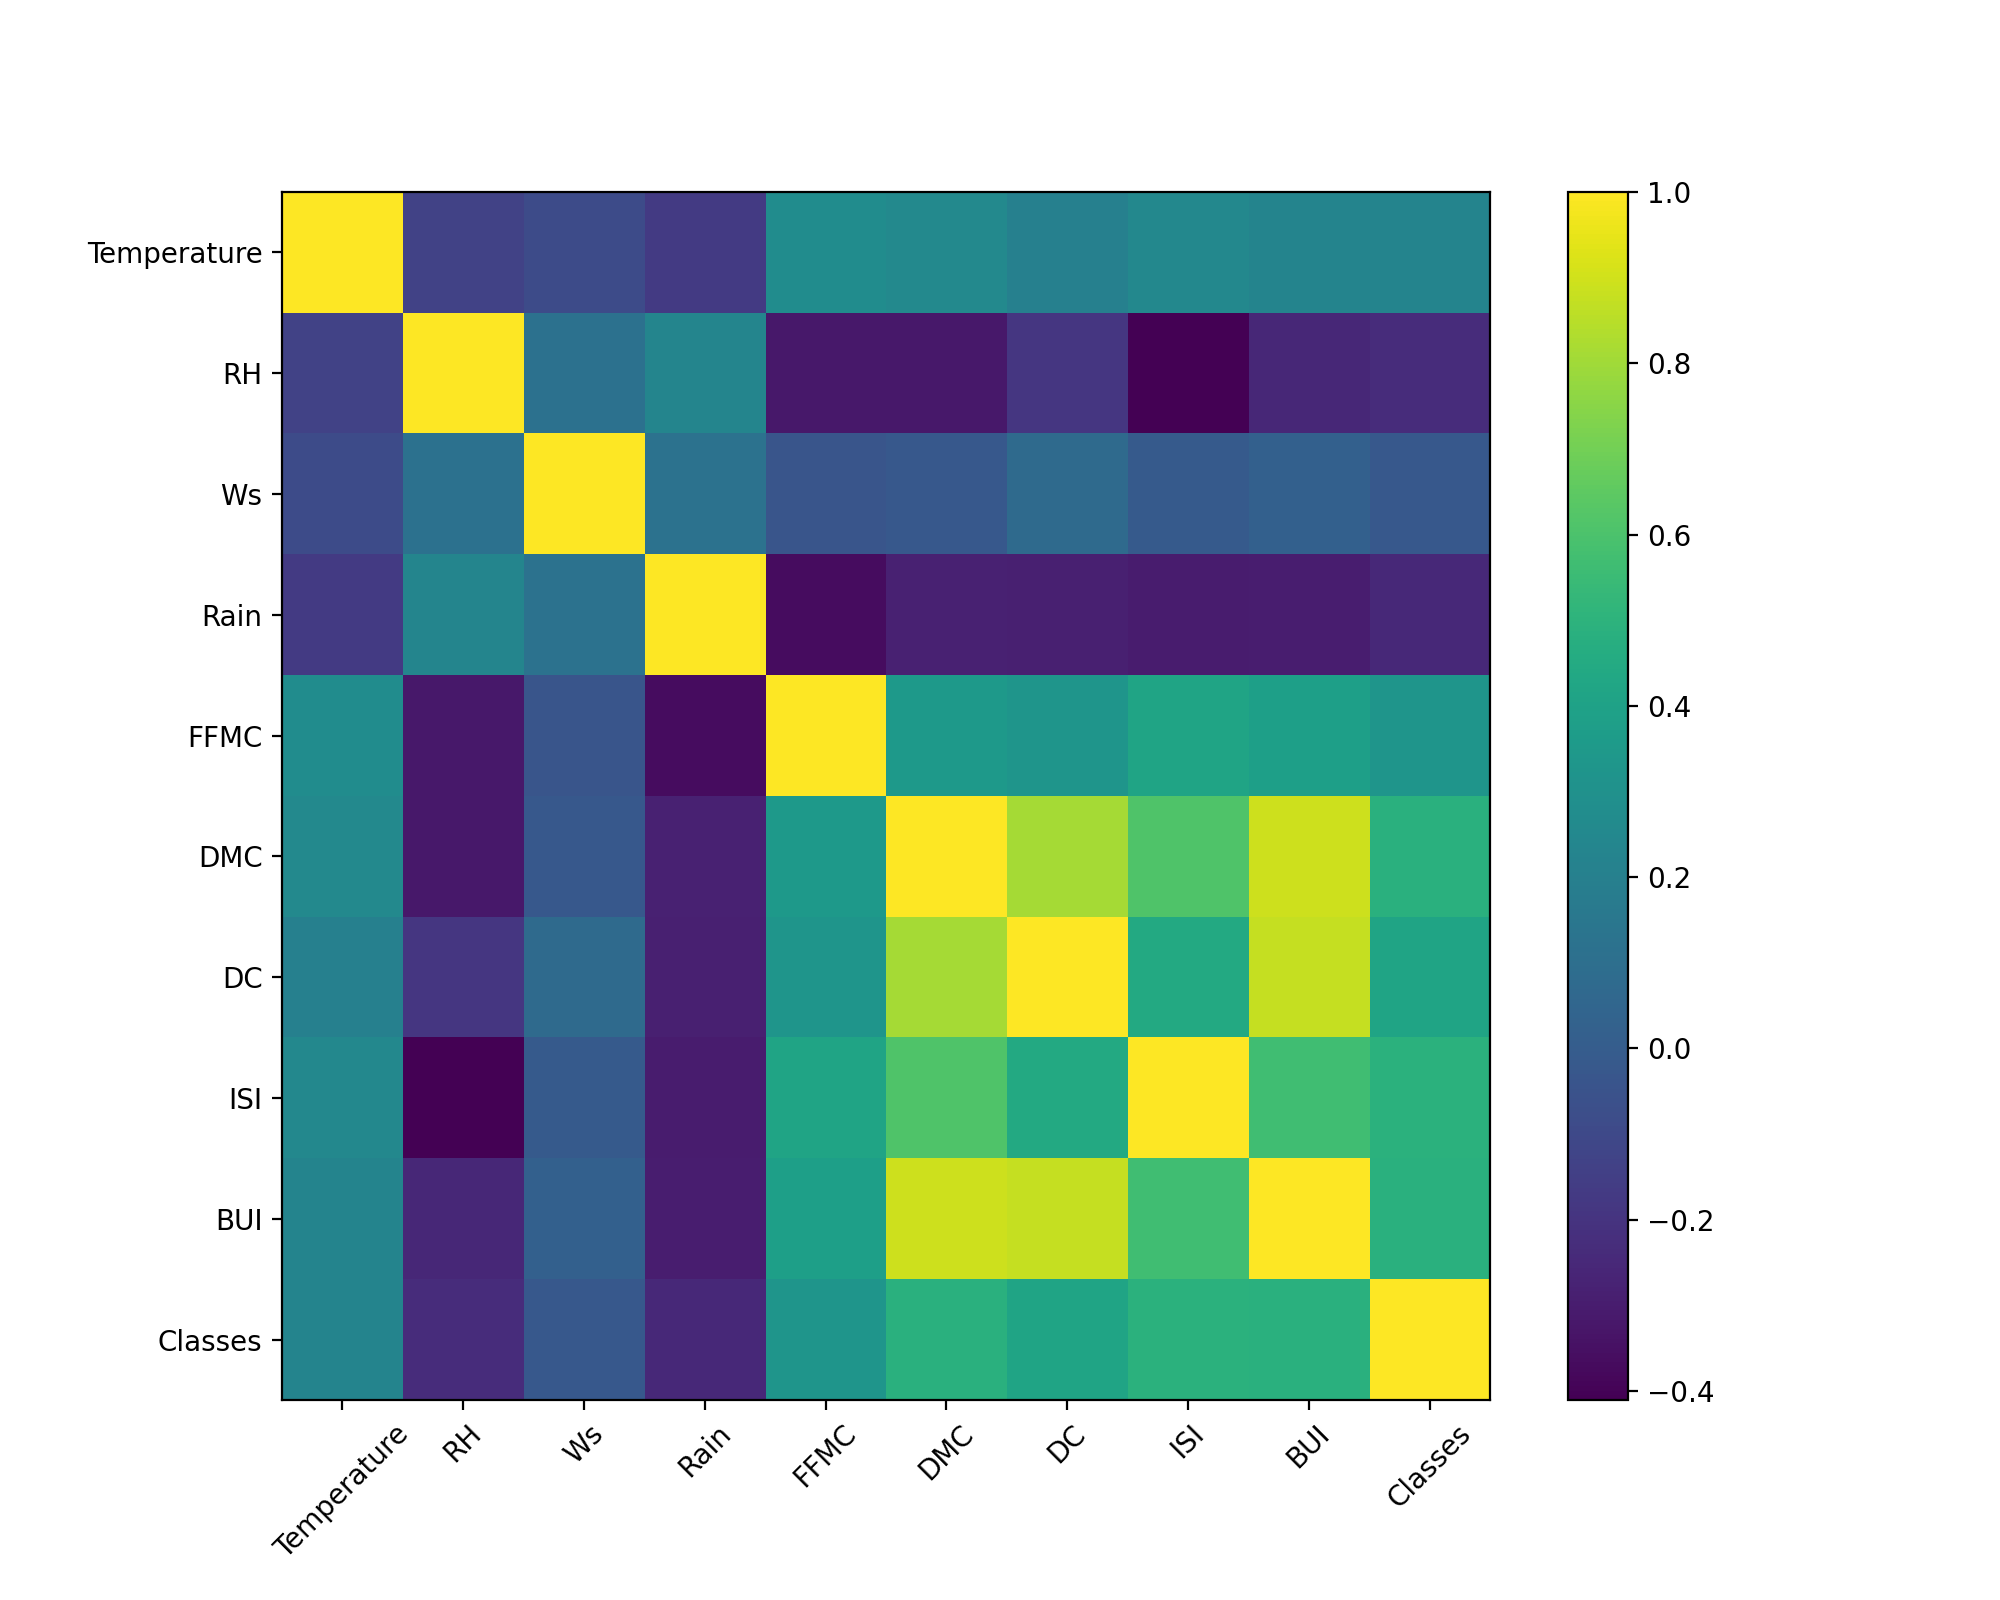 Temperature
RH
Ws
Rain
FFMC
DMC
DC
ISI
BUI
Classes
Temperature
RH
Ws
Rain
FFMC
DMC
DC
ISI
BUI
Classes
1.0
0.8
0.6
0.4
0.2
0.0
−0.2
−0.4